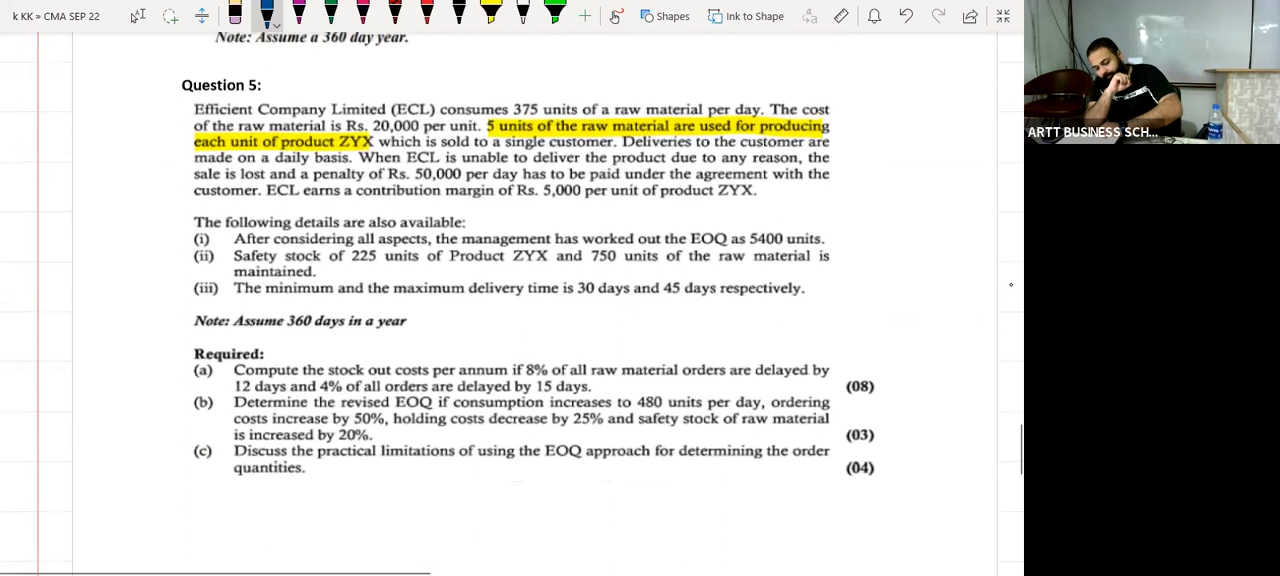 k KK » CMA SEP 22
Shapes
Ink to Shape
Note: Assume a 360 day year.
Question 5:
Efficient Company Limited (ECL) consumes 375 units of a raw material per day. The cost
of the raw material is Rs. 20,000 per unit. 5 units of the raw material are used for producing
each unit of product ZYX which is sold to a single customer. Deliveries to the customer are
made on a daily basis. When ECL is unable to deliver the product due to any reason, the
sale is lost and a penalty of Rs. 50,000 per day has to be paid under the agreement with the
customer. ECL earns a contribution margin of Rs. 5,000 per unit of product ZYX.
The following details are also available:
(i) After considering all aspects, the management has worked out the EOQ as 5400 units.
(ii) Safety stock of 225 units of Product ZYX and 750 units of the raw material is
maintained.
(iii) The minimum and the maximum delivery time is 30 days and 45 days respectively.
Note: Assume 360 days in a year
Required:
(a) Compute the stock out costs per annum if 8% of all raw material orders are delayed by
12 days and 4% of all orders are delayed by 15 days. (08)
(b) Determine the revised EOQ if consumption increases to 480 units per day, ordering
costs increase by 50%, holding costs decrease by 25% and safety stock of raw material
is increased by 20%. (03)
(c) Discuss the practical limitations of using the EOQ approach for determining the order
quantities. (04)
ARTT BUSINESS SCH...